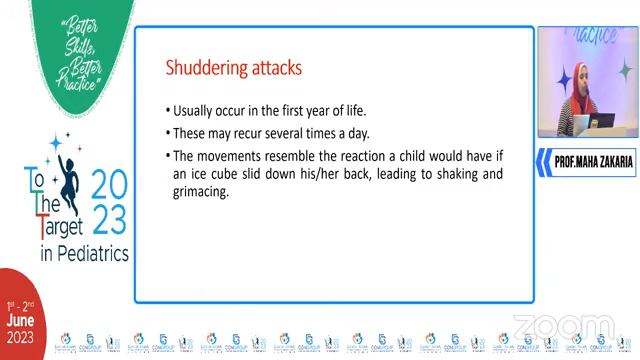 "Better
Skills,
Better
Practice"
Shuddering attacks
• Usually occur in the first year of life.
• These may recur several times a day.
• The movements resemble the reaction a child would have if
an ice cube slid down his/her back, leading to shaking and
grimacing.
PROF.MAHA ZAKARIA
To
The
Target
2023
in Pediatrics
1st - 2nd
June
2023
zoom